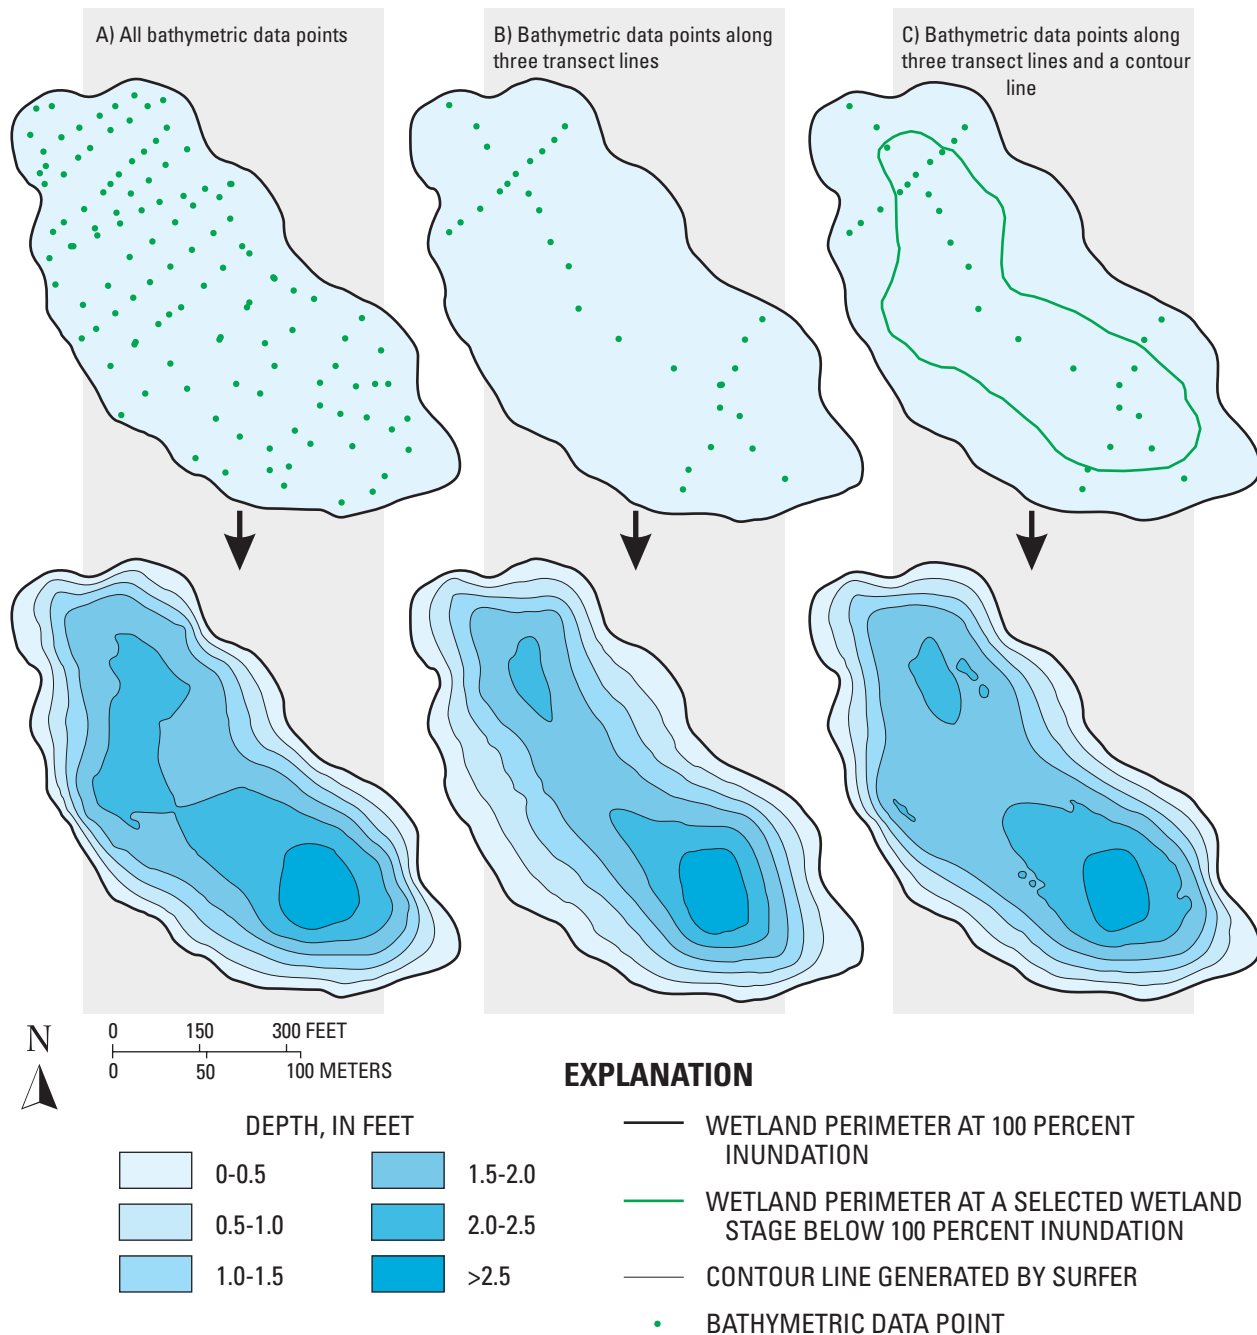 A) All bathymetric data points
B) Bathymetric data points along
three transect lines
C) Bathymetric data points along
three transect lines and a contour
line
N
0 150 300 FEET
0 50 100 METERS
EXPLANATION
DEPTH, IN FEET
0-0.5
0.5-1.0
1.0-1.5
1.5-2.0
2.0-2.5
>2.5
WETLAND PERIMETER AT 100 PERCENT
INUNDATION
WETLAND PERIMETER AT A SELECTED WETLAND
STAGE BELOW 100 PERCENT INUNDATION
CONTOUR LINE GENERATED BY SURFER
BATHYMETRIC DATA POINT